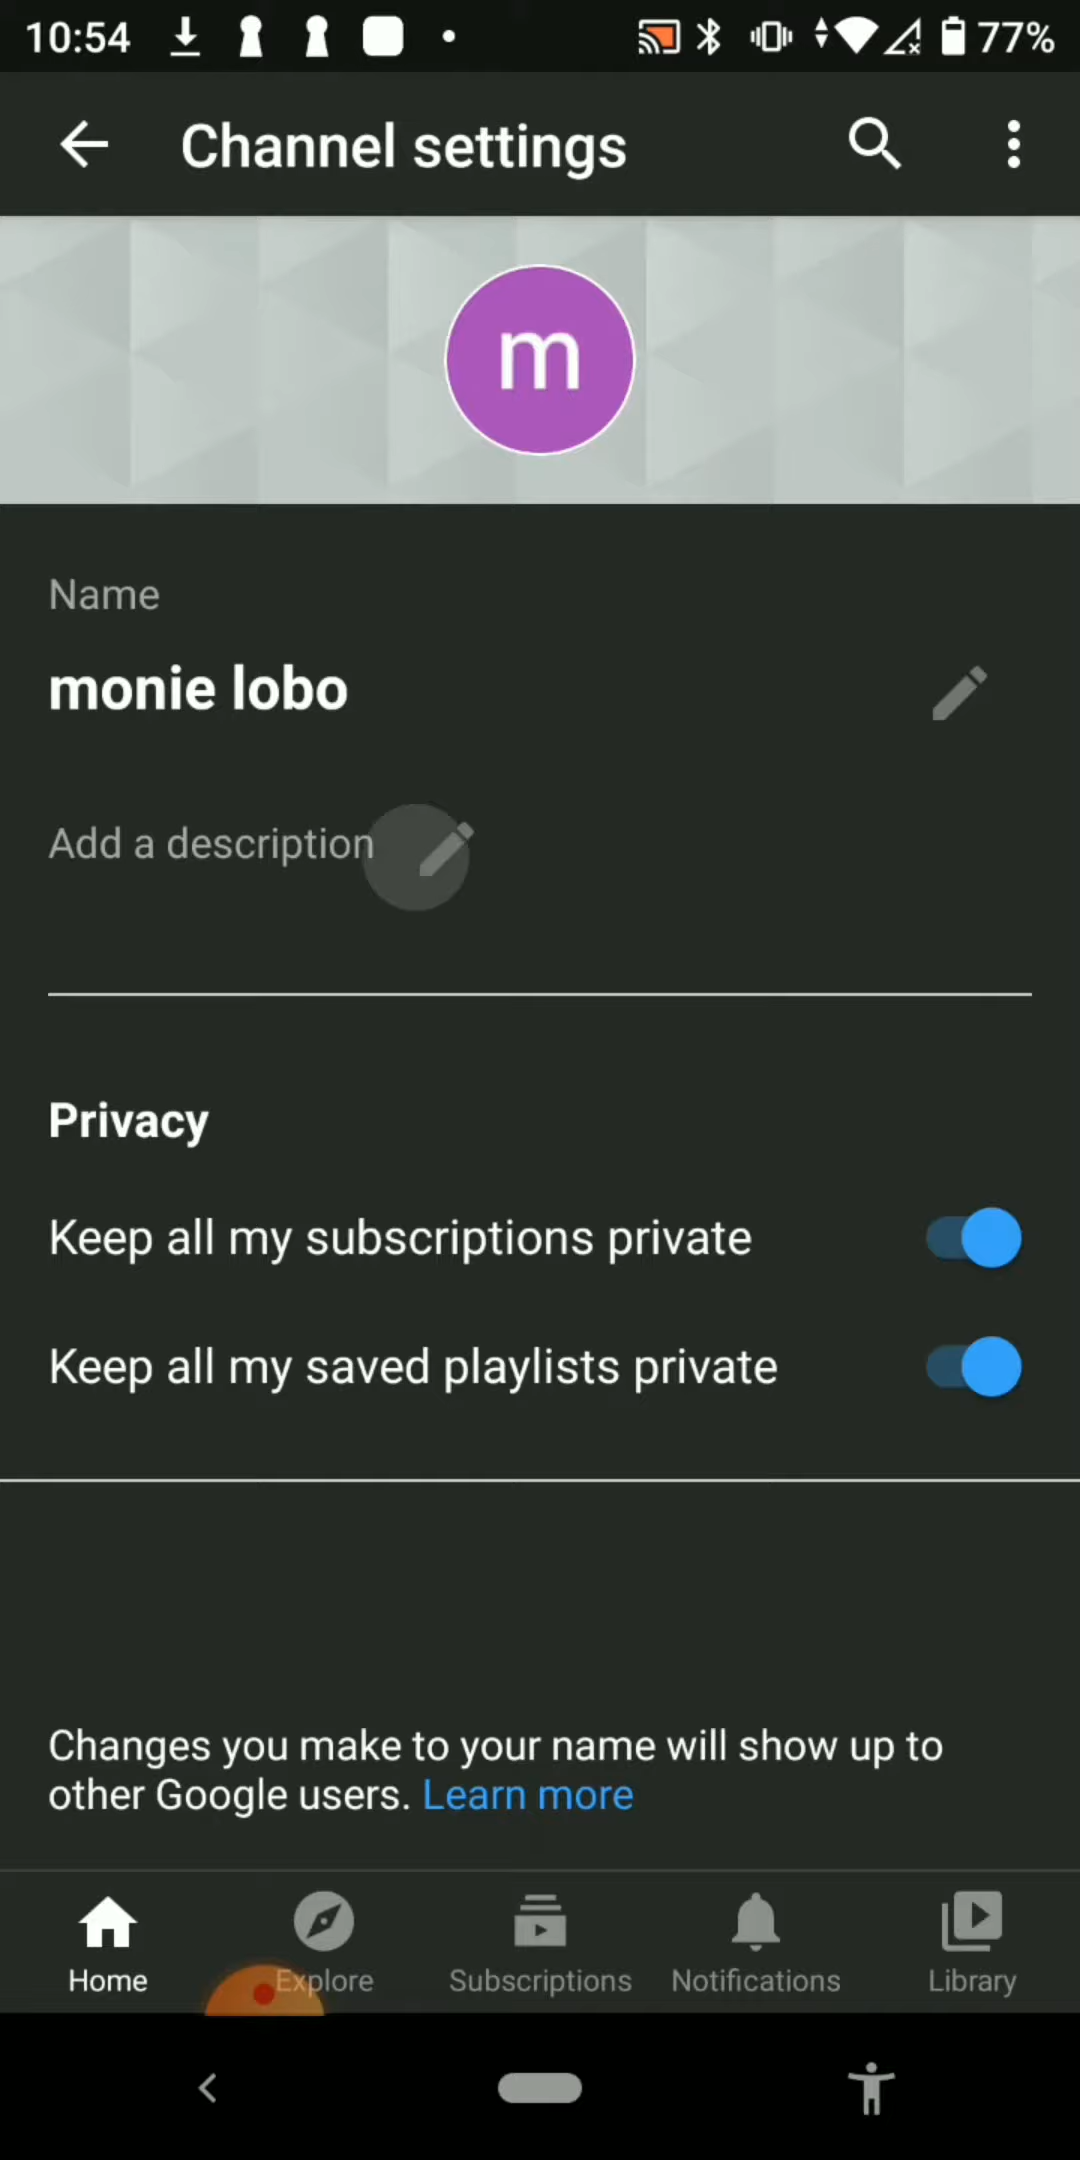 10:54 77%
Channel settings
m
Name
monie lobo
Add a description
Privacy
Keep all my subscriptions private
Keep all my saved playlists private
Changes you make to your name will show up to
other Google users. Learn more
Home Explore Subscriptions Notifications Library